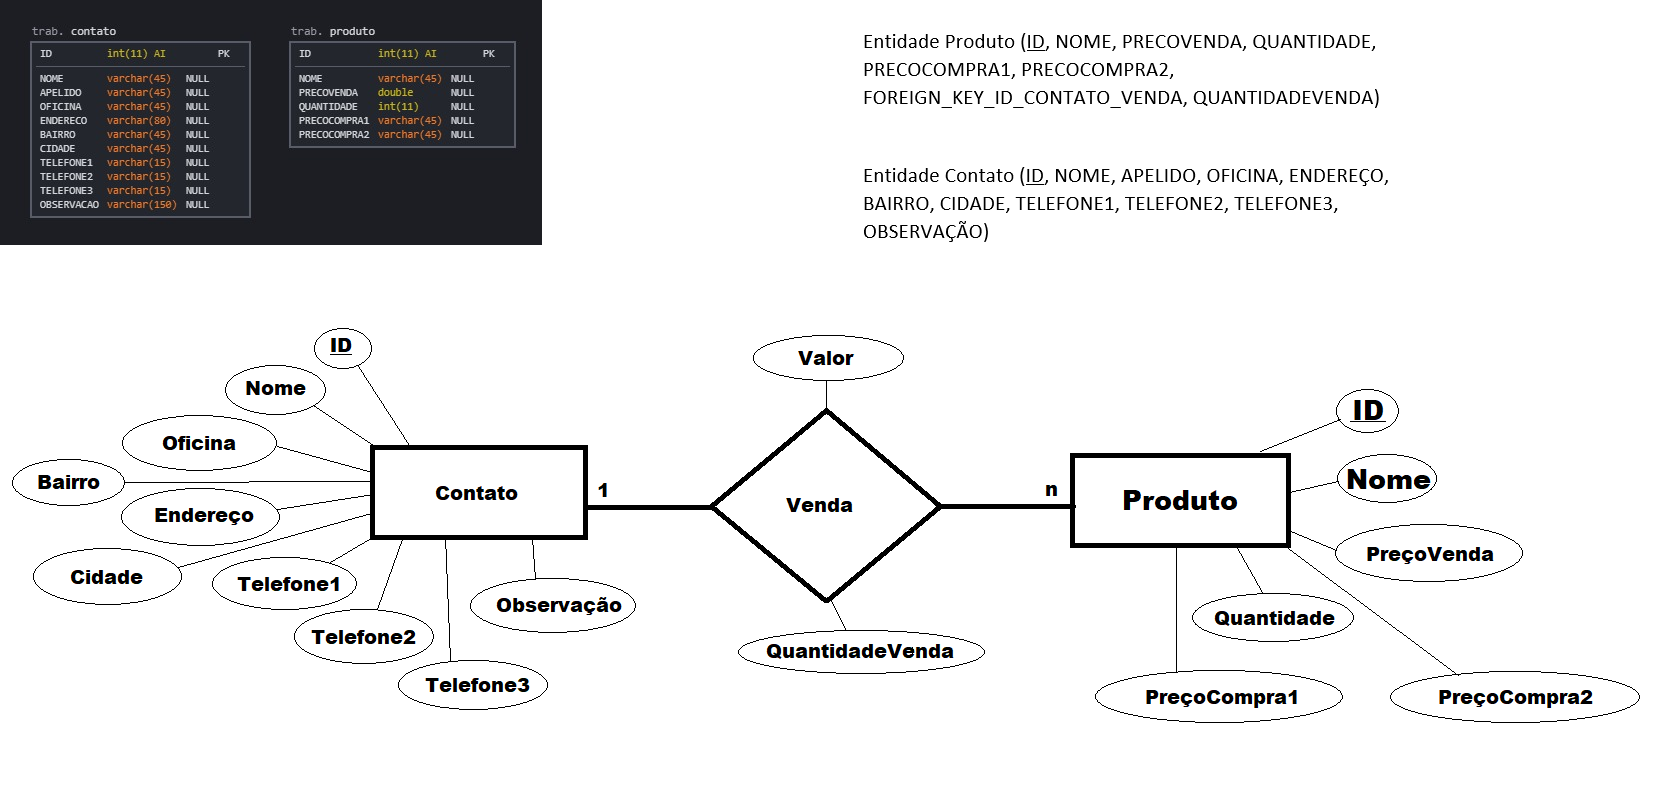 trab. contato
ID int(11) AI PK
NOME varchar(45) NULL
APELIDO varchar(45) NULL
OFICINA varchar(45) NULL
ENDERECO varchar(80) NULL
BAIRRO varchar(45) NULL
CIDADE varchar(45) NULL
TELEFONE1 varchar(15) NULL
TELEFONE2 varchar(15) NULL
TELEFONE3 varchar(15) NULL
OBSERVACAO varchar(150) NULL
trab. produto
ID int(11) AI PK
NOME varchar(45) NULL
PRECOVENDA double NULL
QUANTIDADE int(11) NULL
PRECOCOMPRA1 varchar(45) NULL
PRECOCOMPRA2 varchar(45) NULL
Entidade Produto (ID, NOME, PRECOVENDA, QUANTIDADE,
PRECOCOMPRA1, PRECOCOMPRA2,
FOREIGN_KEY_ID_CONTATO_VENDA, QUANTIDADEVENDA)
Entidade Contato (ID, NOME, APELIDO, OFICINA, ENDEREÇO,
BAIRRO, CIDADE, TELEFONE1, TELEFONE2, TELEFONE3,
OBSERVAÇÃO)
ID
Nome
Oficina
Bairro
Endereço
Cidade
Telefone1
Telefone2
Telefone3
Observação
Contato
1
Valor
Venda
QuantidadeVenda
n
Produto
ID
Nome
PreçoVenda
Quantidade
PreçoCompra1
PreçoCompra2